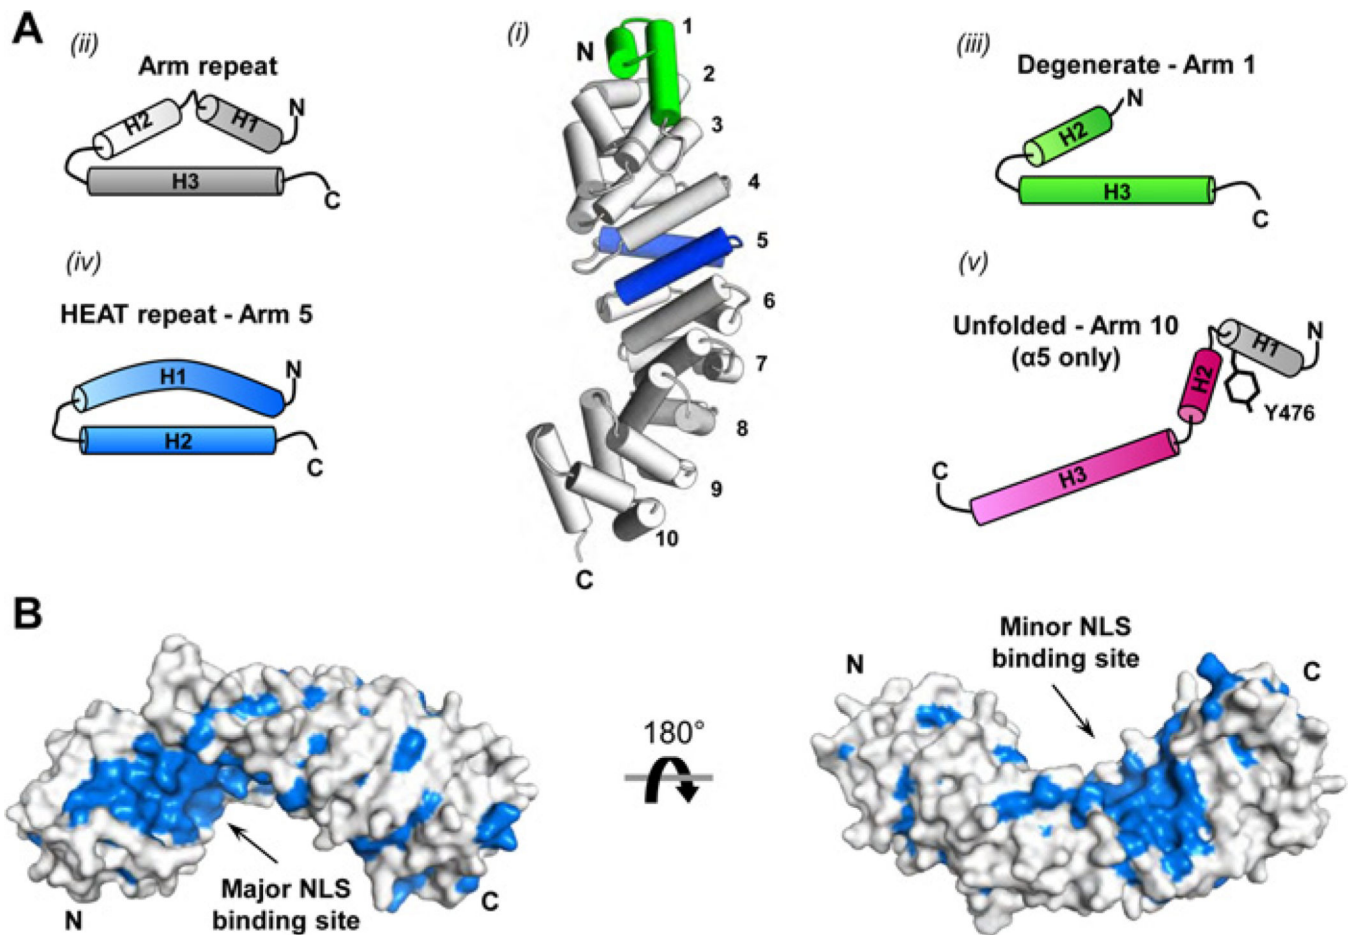 A
(ii)
Arm repeat
H2
H1
N
H3
C
(i)
N
1
2
3
4
5
6
7
8
9
10
C
(iii)
Degenerate - Arm 1
N
H2
H3
C
(iv)
HEAT repeat - Arm 5
H1
N
H2
C
(v)
Unfolded - Arm 10
(α5 only)
N
H1
H2
Y476
C
H3
B
Major NLS
binding site
N
C
180°
Minor NLS
binding site
N
C